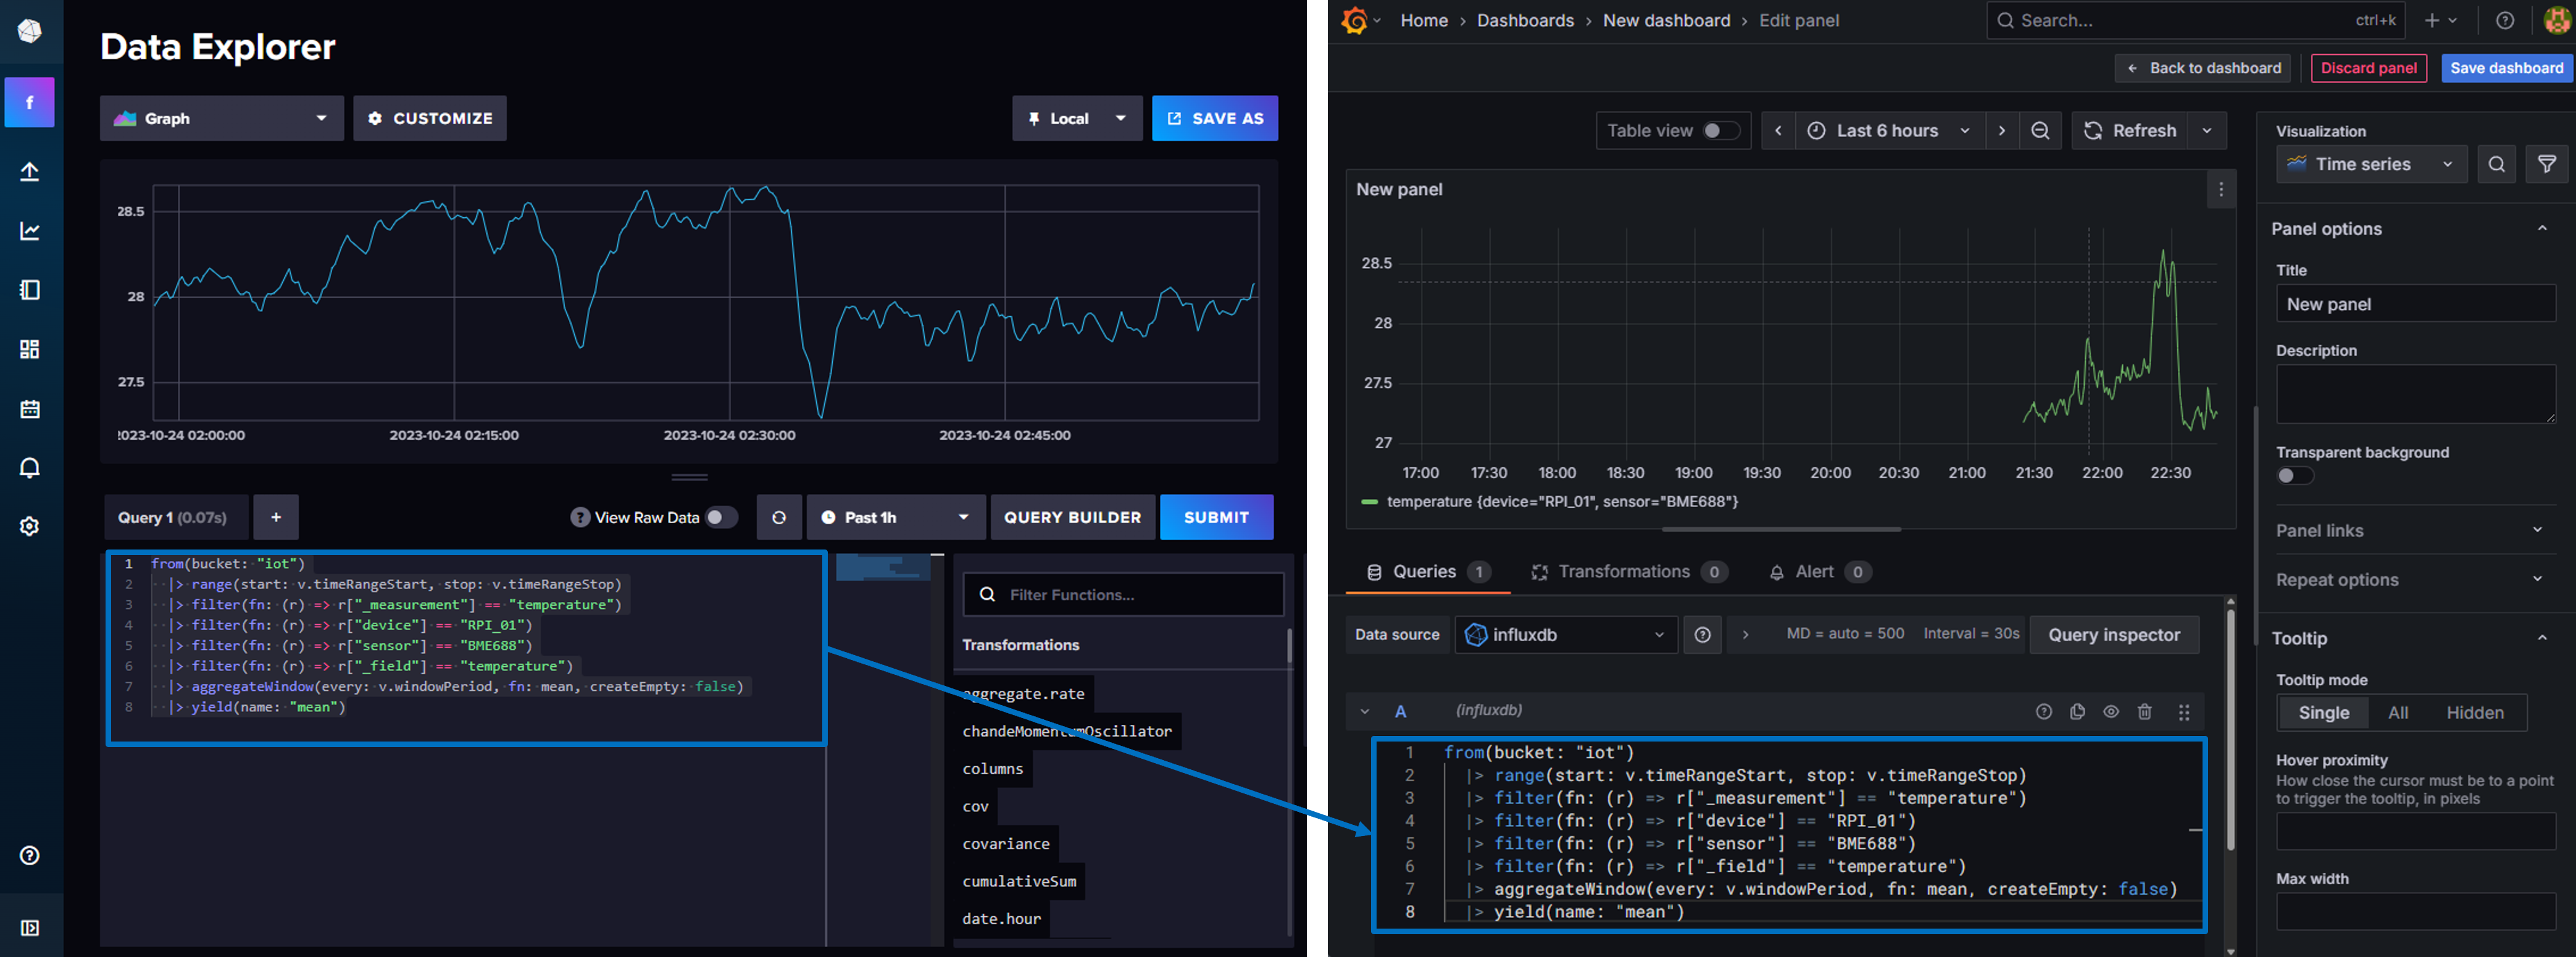 Data Explorer
f
Graph
CUSTOMIZE
Local
SAVE AS
28.5
28
27.5
2023-10-24 02:00:00
2023-10-24 02:15:00
2023-10-24 02:30:00
2023-10-24 02:45:00
Query 1 (0.07s)
+
View Raw Data
Past 1h
QUERY BUILDER
SUBMIT
1 from(bucket: "iot")
2 |> range(start: v.timeRangeStart, stop: v.timeRangeStop)
3 |> filter(fn: (r) => r["_measurement"] == "temperature")
4 |> filter(fn: (r) => r["device"] == "RPI_01")
5 |> filter(fn: (r) => r["sensor"] == "BME688")
6 |> filter(fn: (r) => r["_field"] == "temperature")
7 |> aggregateWindow(every: v.windowPeriod, fn: mean, createEmpty: false)
8 |> yield(name: "mean")
Filter Functions...
Transformations
aggregate.rate
chandeMomentumOscillator
columns
cov
covariance
cumulativeSum
date.hour
Home > Dashboards > New dashboard > Edit panel
Search...
ctrl+k
Back to dashboard
Discard panel
Save dashboard
Table view
Last 6 hours
Refresh
New panel
28.5
28
27.5
27
17:00 17:30 18:00 18:30 19:00 19:30 20:00 20:30 21:00 21:30 22:00 22:30
temperature {device="RPI_01", sensor="BME688"}
Queries 1
Transformations 0
Alert 0
Data source
influxdb
MD = auto = 500 Interval = 30s
Query inspector
A (influxdb)
1 from(bucket: "iot")
2 |> range(start: v.timeRangeStart, stop: v.timeRangeStop)
3 |> filter(fn: (r) => r["_measurement"] == "temperature")
4 |> filter(fn: (r) => r["device"] == "RPI_01")
5 |> filter(fn: (r) => r["sensor"] == "BME688")
6 |> filter(fn: (r) => r["_field"] == "temperature")
7 |> aggregateWindow(every: v.windowPeriod, fn: mean, createEmpty: false)
8 |> yield(name: "mean")
Visualization
Time series
Panel options
Title
New panel
Description
Transparent background
Panel links
Repeat options
Tooltip
Tooltip mode
Single All Hidden
Hover proximity
How close the cursor must be to a point
to trigger the tooltip, in pixels
Max width